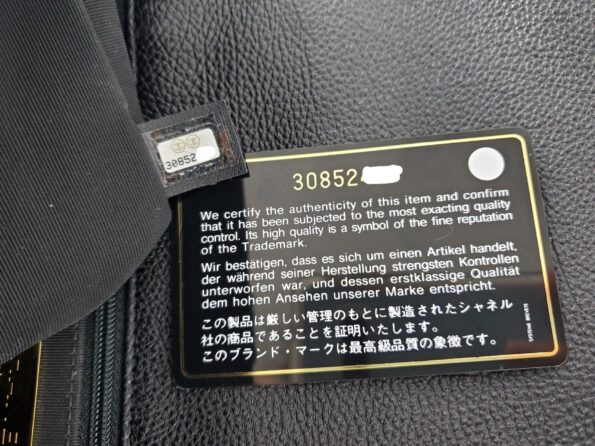 30852
30852
We certify the authenticity of this item and confirm
that it has been subjected to the most exacting quality
control. Its high quality is a symbol of the fine reputation
of the Trademark.
Wir bestätigen, dass es sich um einen Artikel handelt,
der während seiner Herstellung strengsten Kontrollen
unterworfen war, und dessen erstklassige Qualität
dem hohen Ansehen unserer Marke entspricht.
この製品は厳しい管理のもとに製造されたシャネル
社の商品であることを証明いたします。
このブランド・マークは最高級品質の象徴です。